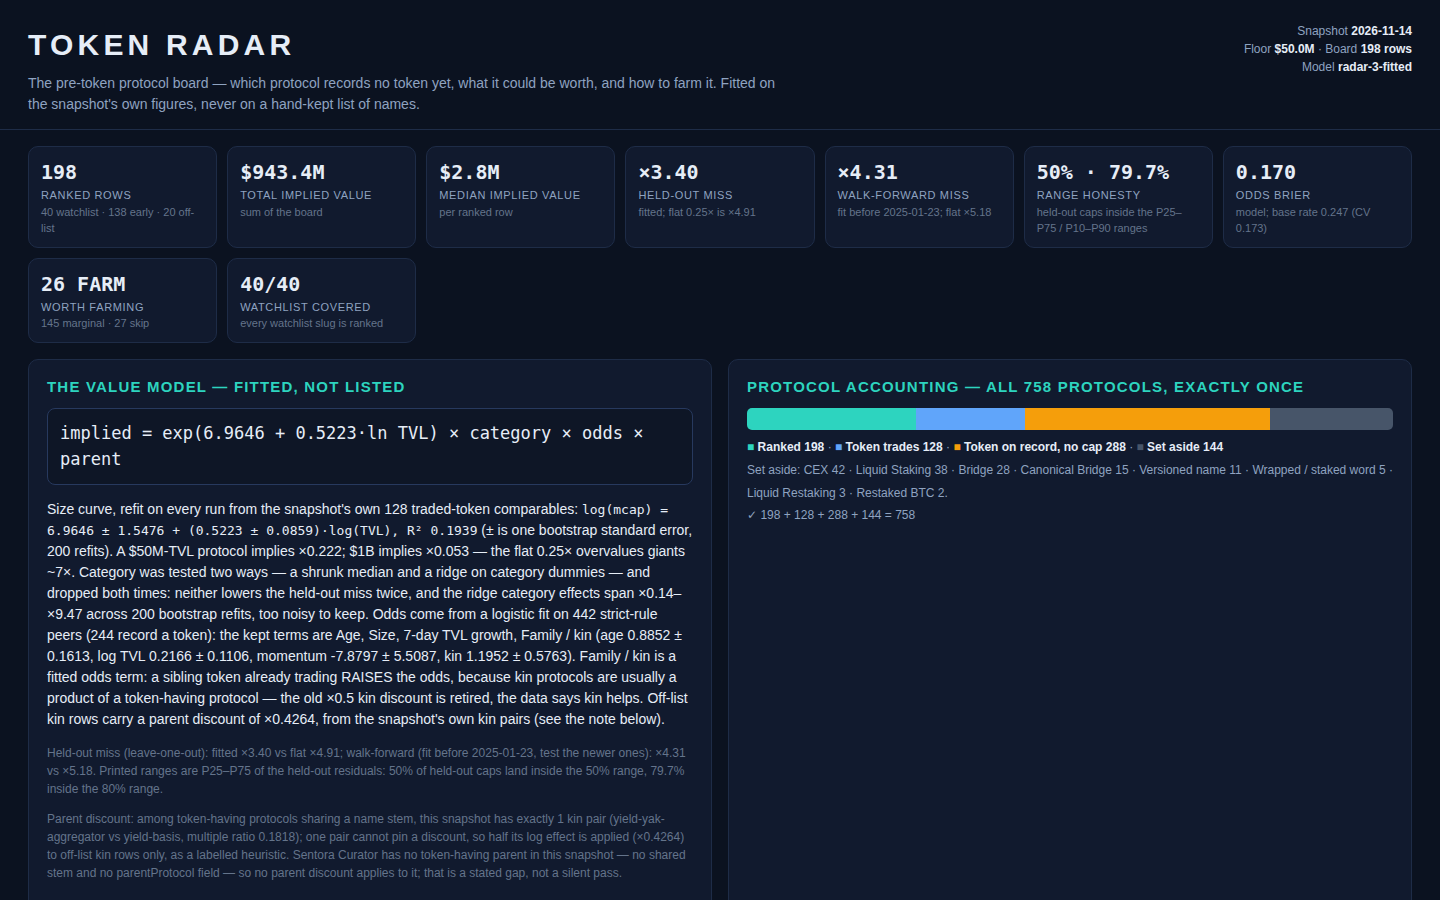 TOKEN RADAR
The pre-token protocol board — which protocol records no token yet, what it could be worth, and how to farm it. Fitted on
the snapshot's own figures, never on a hand-kept list of names.
Snapshot 2026-11-14
Floor $50.0M · Board 198 rows
Model radar-3-fitted
198
RANKED ROWS
40 watchlist · 138 early · 20 off-
list
$943.4M
TOTAL IMPLIED VALUE
sum of the board
$2.8M
MEDIAN IMPLIED VALUE
per ranked row
×3.40
HELD-OUT MISS
fitted; flat 0.25× is ×4.91
×4.31
WALK-FORWARD MISS
fit before 2025-01-23; flat ×5.18
50% · 79.7%
RANGE HONESTY
held-out caps inside the P25–
P75 / P10–P90 ranges
0.170
ODDS BRIER
model; base rate 0.247 (CV
0.173)
26 FARM
WORTH FARMING
145 marginal · 27 skip
40/40
WATCHLIST COVERED
every watchlist slug is ranked
THE VALUE MODEL — FITTED, NOT LISTED
implied = exp(6.9646 + 0.5223·ln TVL) × category × odds ×
parent
Size curve, refit on every run from the snapshot's own 128 traded-token comparables: log(mcap) =
6.9646 ± 1.5476 + (0.5223 ± 0.0859)·log(TVL), R² 0.1939 (± is one bootstrap standard error,
200 refits). A $50M-TVL protocol implies ×0.222; $1B implies ×0.053 — the flat 0.25× overvalues giants
~7×. Category was tested two ways — a shrunk median and a ridge on category dummies — and
dropped both times: neither lowers the held-out miss twice, and the ridge category effects span ×0.14–
×9.47 across 200 bootstrap refits, too noisy to keep. Odds come from a logistic fit on 442 strict-rule
peers (244 record a token): the kept terms are Age, Size, 7-day TVL growth, Family / kin (age 0.8852 ±
0.1613, log TVL 0.2166 ± 0.1106, momentum -7.8797 ± 5.5087, kin 1.1952 ± 0.5763). Family / kin is a
fitted odds term: a sibling token already trading RAISES the odds, because kin protocols are usually a
product of a token-having protocol — the old ×0.5 kin discount is retired, the data says kin helps. Off-list
kin rows carry a parent discount of ×0.4264, from the snapshot's own kin pairs (see the note below).
Held-out miss (leave-one-out): fitted ×3.40 vs flat ×4.91; walk-forward (fit before 2025-01-23, test the newer ones): ×4.31
vs ×5.18. Printed ranges are P25–P75 of the held-out residuals: 50% of held-out caps land inside the 50% range, 79.7%
inside the 80% range.
Parent discount: among token-having protocols sharing a name stem, this snapshot has exactly 1 kin pair (yield-yak-
aggregator vs yield-basis, multiple ratio 0.1818); one pair cannot pin a discount, so half its log effect is applied (×0.4264)
to off-list kin rows only, as a labelled heuristic. Sentora Curator has no token-having parent in this snapshot — no shared
stem and no parentProtocol field — so no parent discount applies to it; that is a stated gap, not a silent pass.
PROTOCOL ACCOUNTING — ALL 758 PROTOCOLS, EXACTLY ONCE
■ Ranked 198 · ■ Token trades 128 · ■ Token on record, no cap 288 · ■ Set aside 144
Set aside: CEX 42 · Liquid Staking 38 · Bridge 28 · Canonical Bridge 15 · Versioned name 11 · Wrapped / staked word 5 ·
Liquid Restaking 3 · Restaked BTC 2.
✓ 198 + 128 + 288 + 144 = 758